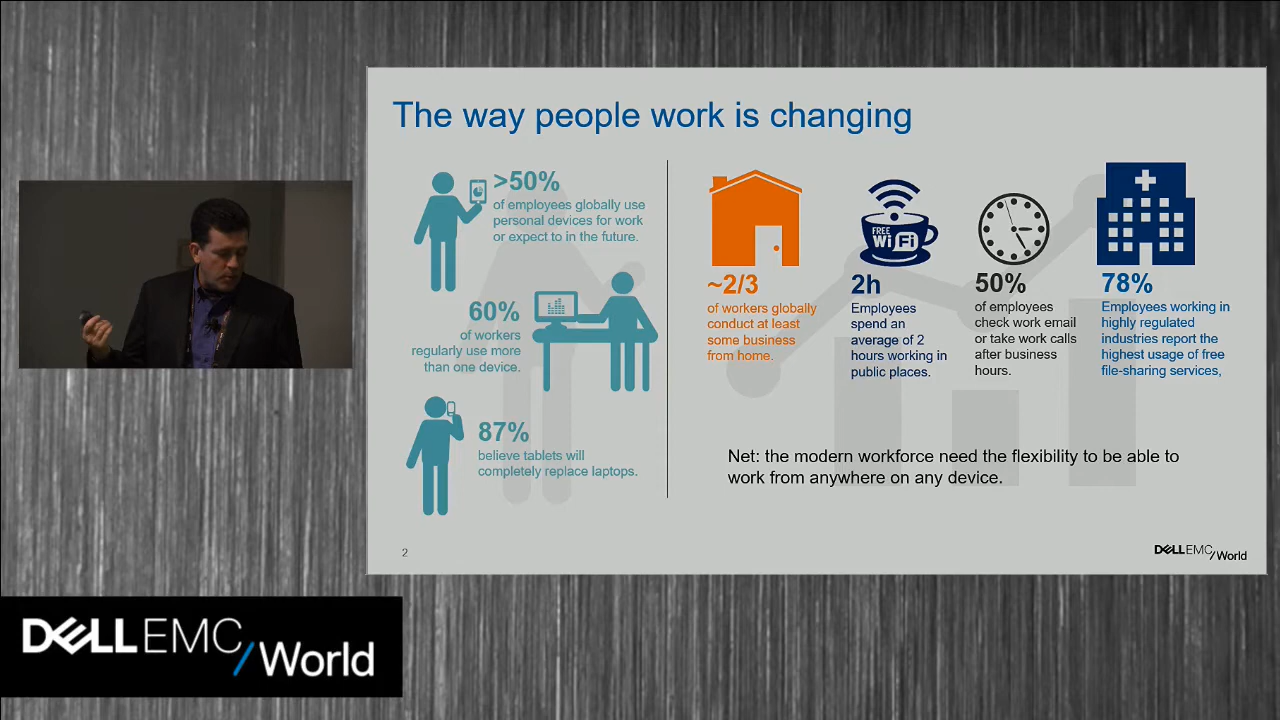 The way people work is changing
>50%
of employees globally use
personal devices for work
or expect to in the future.
60%
of workers
regularly use more
than one device.
87%
believe tablets will
completely replace laptops.
~2/3
of workers globally
conduct at least
some business
from home.
FREE
WiFi
2h
Employees
spend an
average of 2
hours working in
public places.
50%
of employees
check work email
or take work calls
after business
hours.
78%
Employees working in
highly regulated
industries report the
highest usage of free
file-sharing services,
Net: the modern workforce need the flexibility to be able to
work from anywhere on any device.
2
DELLEMC/World
DELLEMC/World